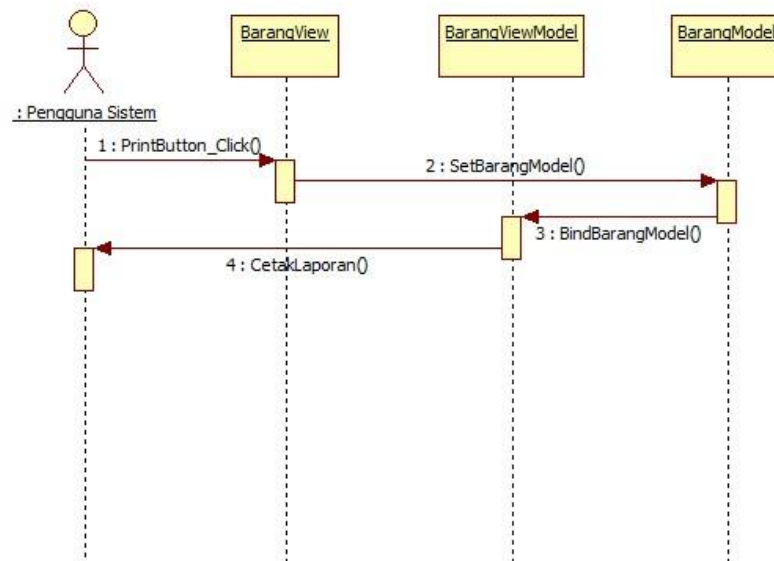 BarangView
BarangViewModel
BarangModel
: Pengguna Sistem
1 : PrintButton_Click()
2 : SetBarangModel()
3 : BindBarangModel()
4 : CetakLaporan()